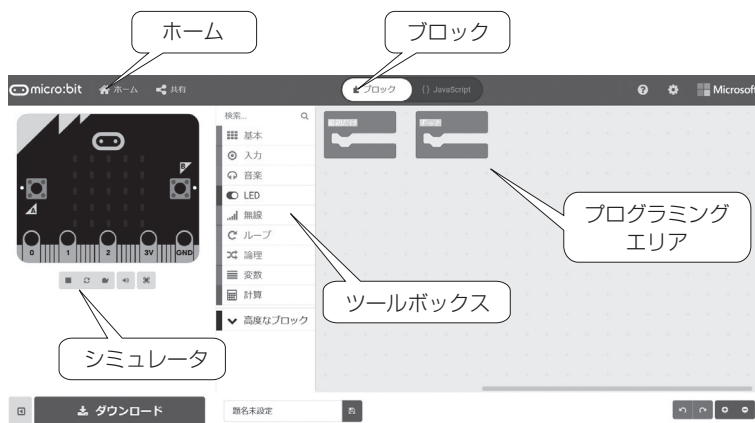 ホーム
ブロック
micro:bit
ホーム
共有
ブロック
{} JavaScript
Microsoft
検索...
基本
入力
音楽
LED
無線
ループ
論理
変数
計算
高度なブロック
A
B
0
1
2
3V
GND
プログラミング
エリア
ツールボックス
シミュレータ
ダウンロード
題名未設定